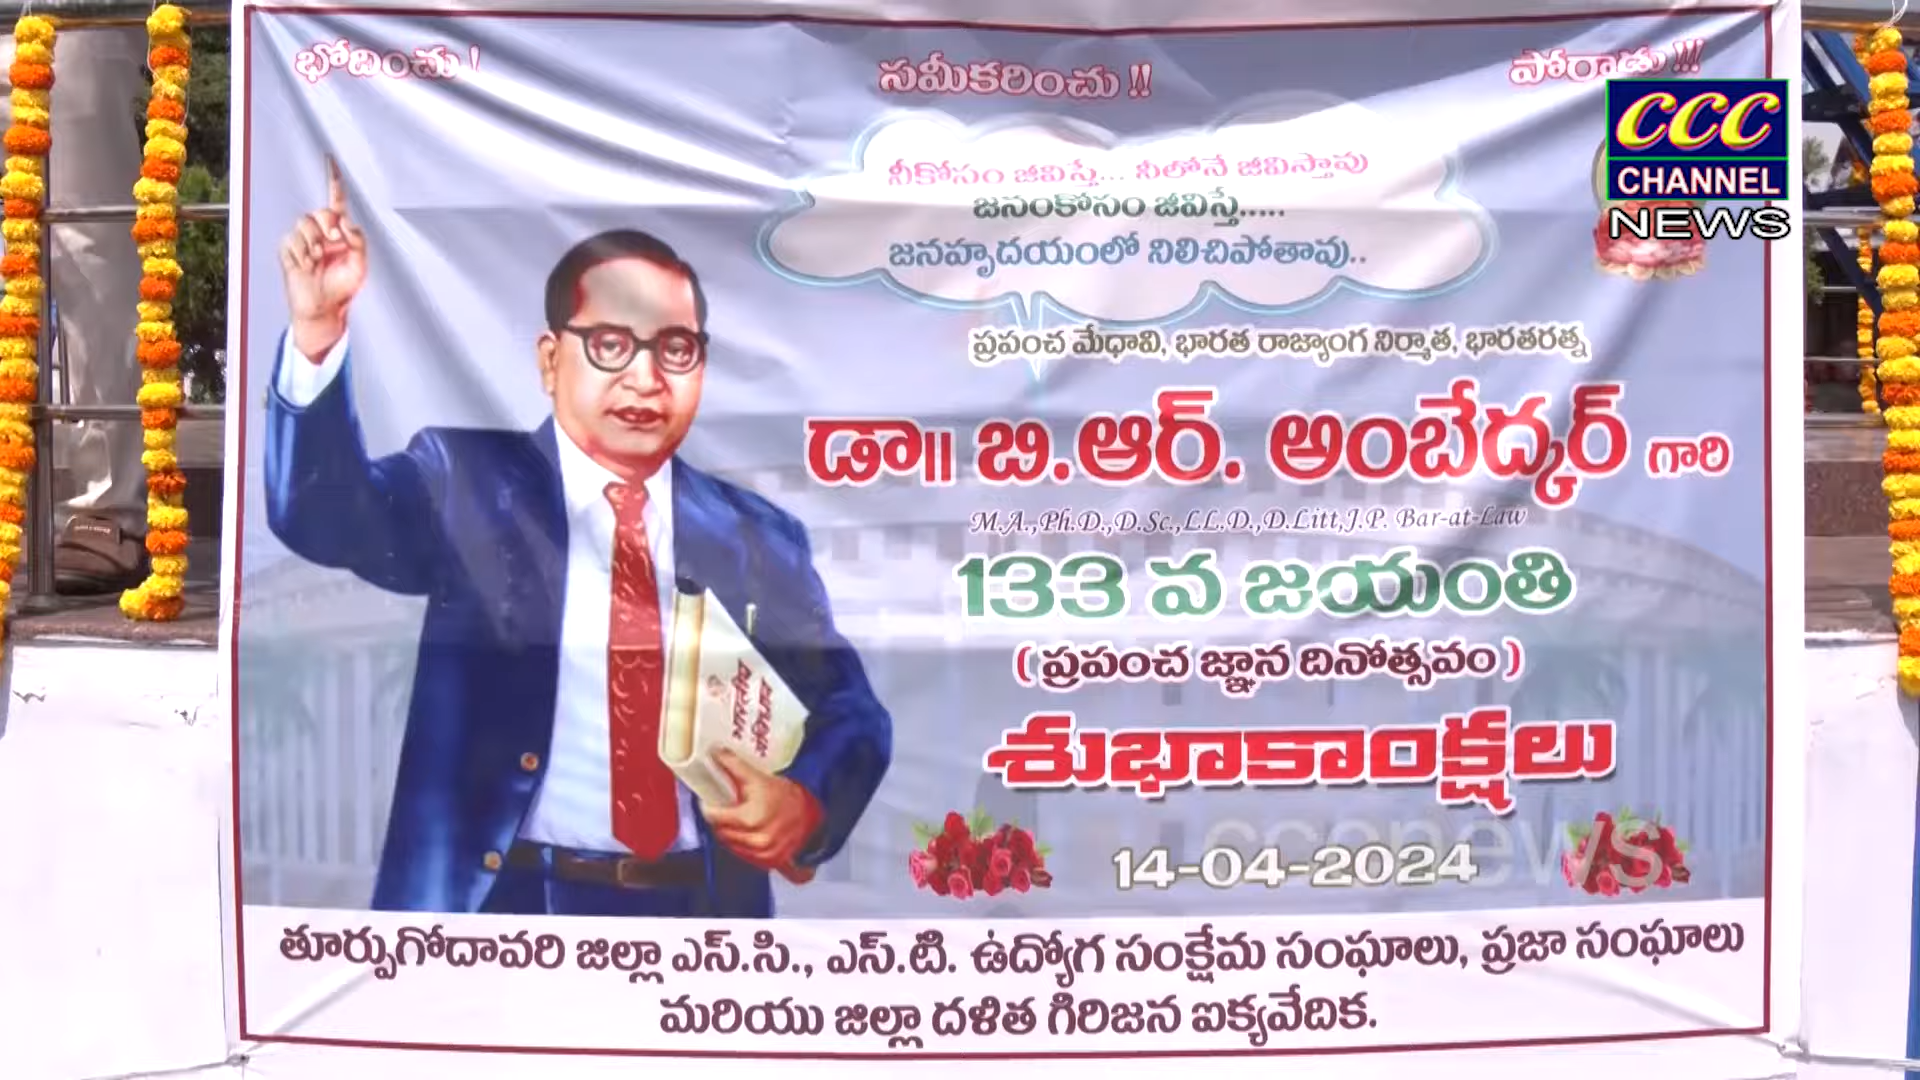 భోదించు ! సమీకరించు !! పోరాడు !!!
CCC
CHANNEL
NEWS
నీకోసం జీవిస్తే... నీలోనే జీవిస్తావు
జనంకోసం జీవిస్తే.....
జనహృదయంలో నిలిచిపోతావు..
ప్రపంచ మేధావి, భారత రాజ్యాంగ నిర్మాత, భారతరత్న
డా|| బి.ఆర్. అంబేద్కర్ గారి
M.A.,Ph.D.,D.Sc.,LL,D.,D.Litt,J.P. Bar-at-Law
133 వ జయంతి
( ప్రపంచ జ్ఞాన దినోత్సవం )
శుభాకాంక్షలు
14-04-2024
cccnews
తూర్పుగోదావరి జిల్లా ఎస్.సి., ఎస్.టి. ఉద్యోగ సంక్షేమ సంఘాలు, ప్రజా సంఘాలు
మరియు జిల్లా దళిత గిరిజన ఐక్యవేదిక.